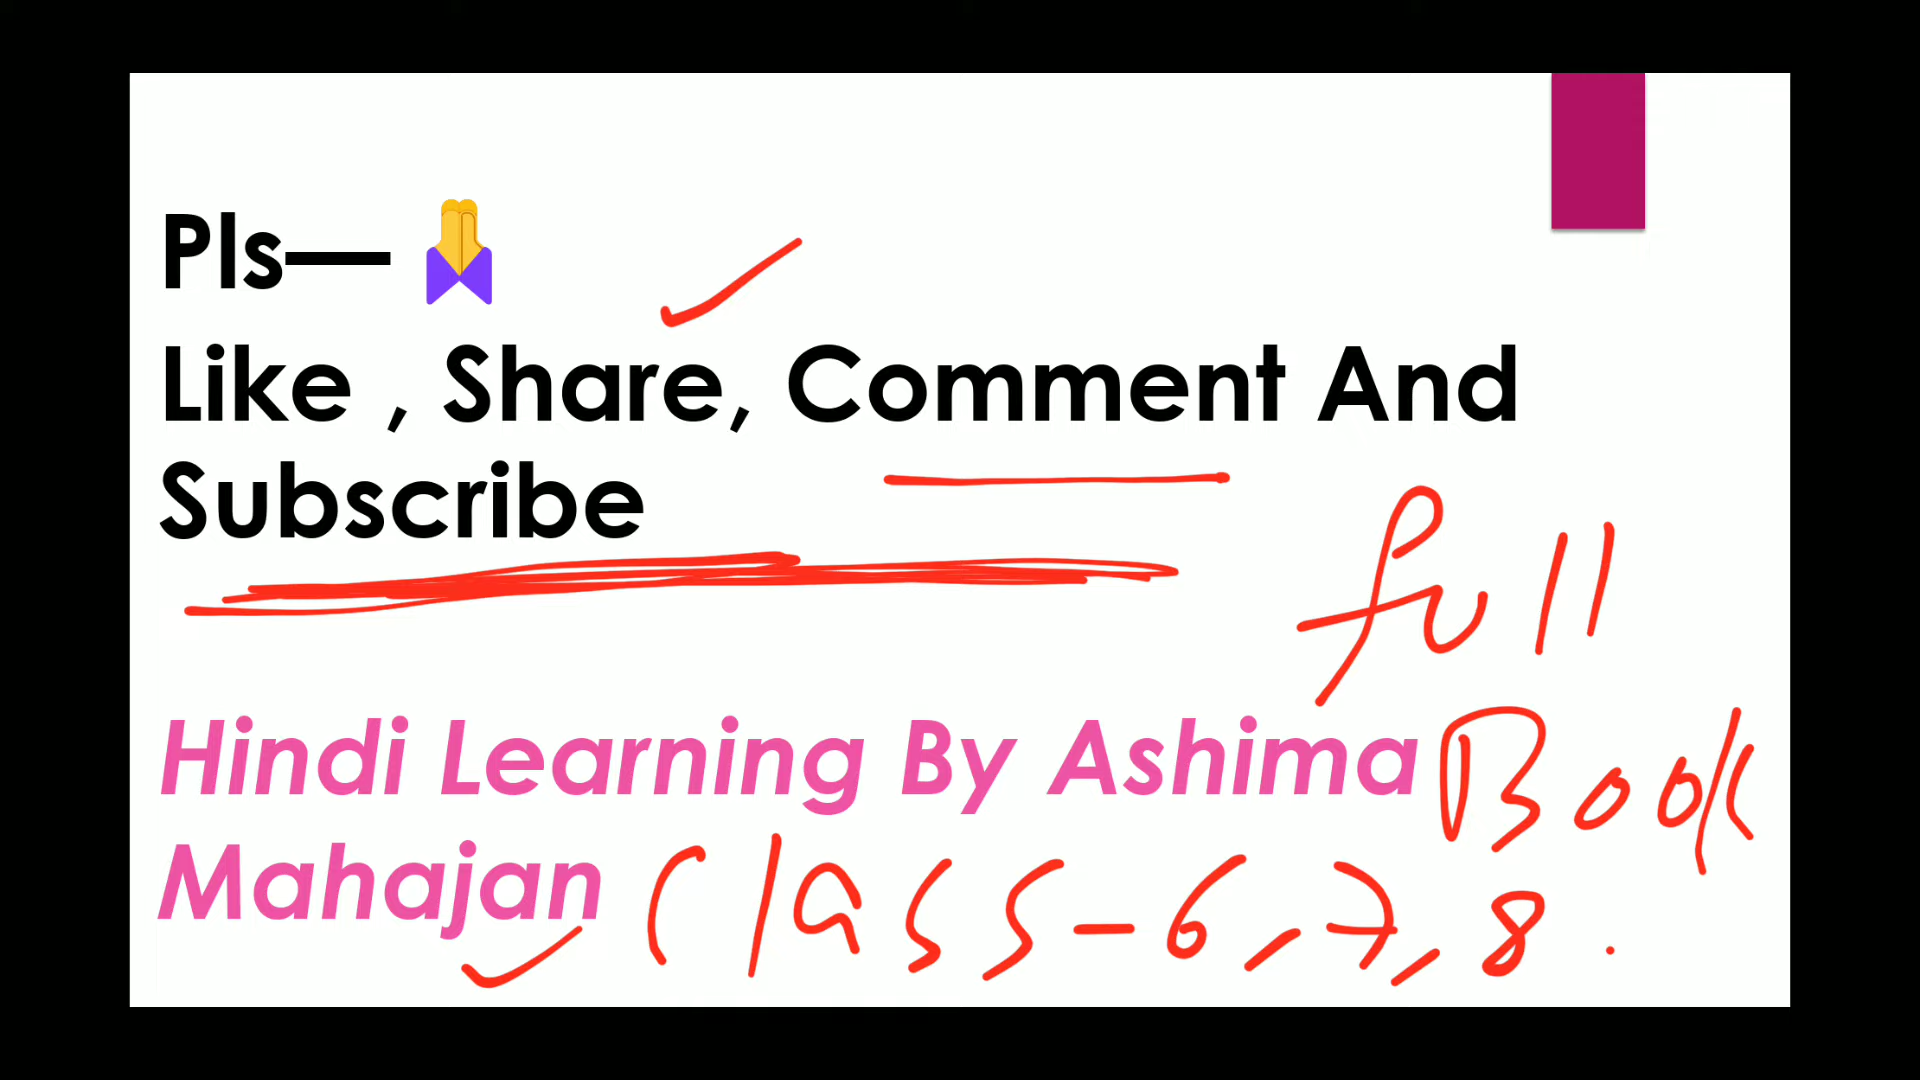 Pls— 🙏
Like , Share, Comment And
Subscribe
full
Hindi Learning By Ashima
Book
Mahajan
Class - 6, 7, 8 .